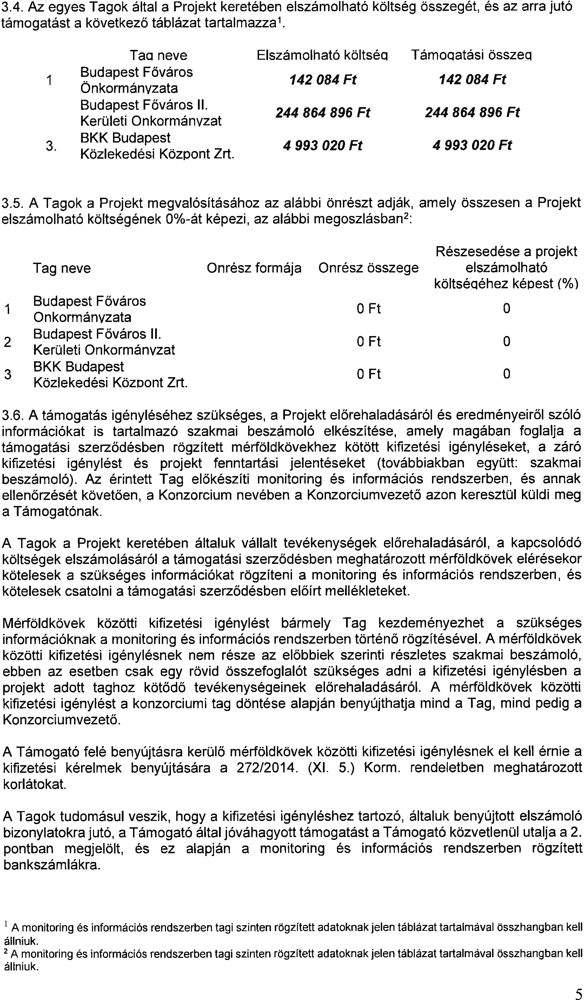 3.4. Az egyes Tagok által a Projekt keretében elszámolható költség összegét, és az arra jutó
támogatást a következő táblázat tartalmazza¹.
Tag neve Elszámolható költség Támogatási összeg
1 Budapest Főváros
Önkormányzata 142 084 Ft 142 084 Ft
Budapest Főváros II.
Kerületi Onkormányzat 244 864 896 Ft 244 864 896 Ft
3. BKK Budapest
Közlekedési Központ Zrt. 4 993 020 Ft 4 993 020 Ft
3.5. A Tagok a Projekt megvalósításához az alábbi önrészt adják, amely összesen a Projekt
elszámolható költségének 0%-át képezi, az alábbi megoszlásban²:
Tag neve Onrész formája Onrész összege Részesedése a projekt
elszámolható
költségéhez képest (%)
1 Budapest Főváros
Onkormányzata 0 Ft 0
2 Budapest Főváros II.
Kerületi Onkormányzat 0 Ft 0
3 BKK Budapest
Közlekedési Központ Zrt. 0 Ft 0
3.6. A támogatás igényléséhez szükséges, a Projekt előrehaladásáról és eredményeiről szóló
információkat is tartalmazó szakmai beszámoló elkészítése, amely magában foglalja a
támogatási szerződésben rögzített mérföldkövekhez kötött kifizetési igényléseket, a záró
kifizetési igénylést és projekt fenntartási jelentéseket (továbbiakban együtt: szakmai
beszámoló). Az érintett Tag előkészíti monitoring és információs rendszerben, és annak
ellenőrzését követően, a Konzorcium nevében a Konzorciumvezető azon keresztül küldi meg
a Támogatónak.
A Tagok a Projekt keretében általuk vállalt tevékenységek előrehaladásáról, a kapcsolódó
költségek elszámolásáról a támogatási szerződésben meghatározott mérföldkövek elérésekor
kötelesek a szükséges információkat rögzíteni a monitoring és információs rendszerben, és
kötelesek csatolni a támogatási szerződésben előírt mellékleteket.
Mérföldkövek közötti kifizetési igénylést bármely Tag kezdeményezhet a szükséges
információknak a monitoring és információs rendszerben történő rögzítésével. A mérföldkövek
közötti kifizetési igénylésnek nem része az előbbiek szerinti részletes szakmai beszámoló,
ebben az esetben csak egy rövid összefoglalót szükséges adni a kifizetési igénylésben a
projekt adott taghoz kötődő tevékenységeinek előrehaladásáról. A mérföldkövek közötti
kifizetési igénylést a konzorciumi tag döntése alapján benyújthatja mind a Tag, mind pedig a
Konzorciumvezető.
A Támogató felé benyújtásra kerülő mérföldkövek közötti kifizetési igénylésnek el kell érnie a
kifizetési kérelmek benyújtására a 272/2014. (XI. 5.) Korm. rendeletben meghatározott
korlátokat.
A Tagok tudomásul veszik, hogy a kifizetési igényléshez tartozó, általuk benyújtott elszámoló
bizonylatokra jutó, a Támogató által jóváhagyott támogatást a Támogató közvetlenül utalja a 2.
pontban megjelölt, és ez alapján a monitoring és információs rendszerben rögzített
bankszámlákra.
¹ A monitoring és információs rendszerben tagi szinten rögzített adatoknak jelen táblázat tartalmával összhangban kell
állniuk.
² A monitoring és információs rendszerben tagi szinten rögzített adatoknak jelen táblázat tartalmával összhangban kell
állniuk.
5